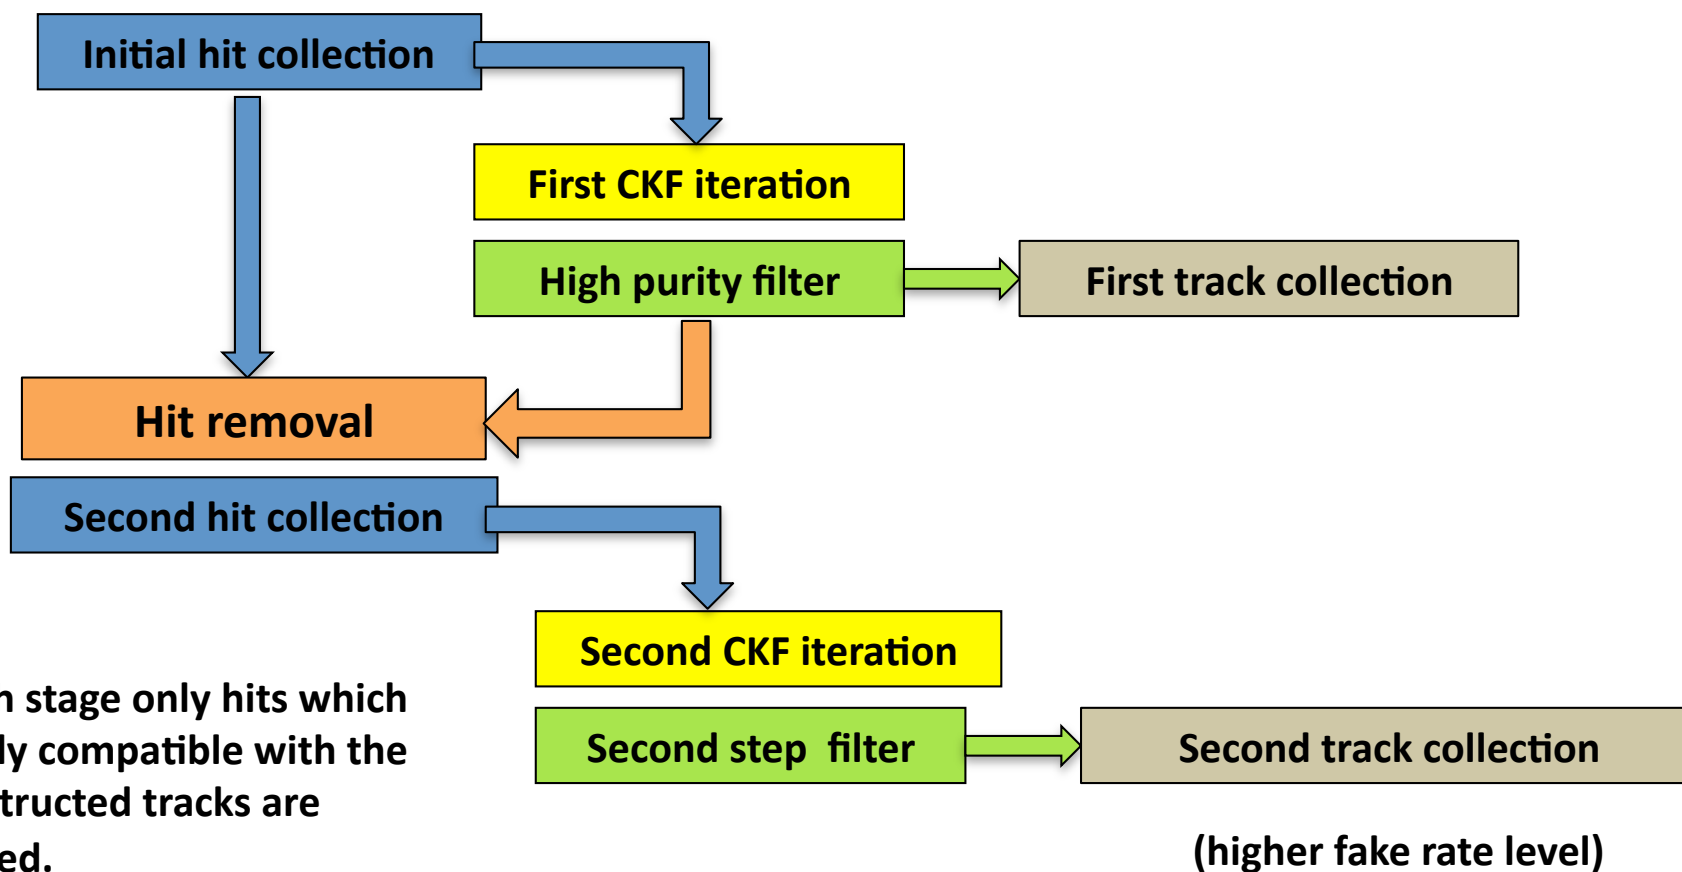 Initial hit collection
First CKF iteration
High purity filter
First track collection
Hit removal
Second hit collection
Second CKF iteration
Second step  filter
Second track collection
stage only hits which
compatible with the
tracks are
(higher fake rate level)